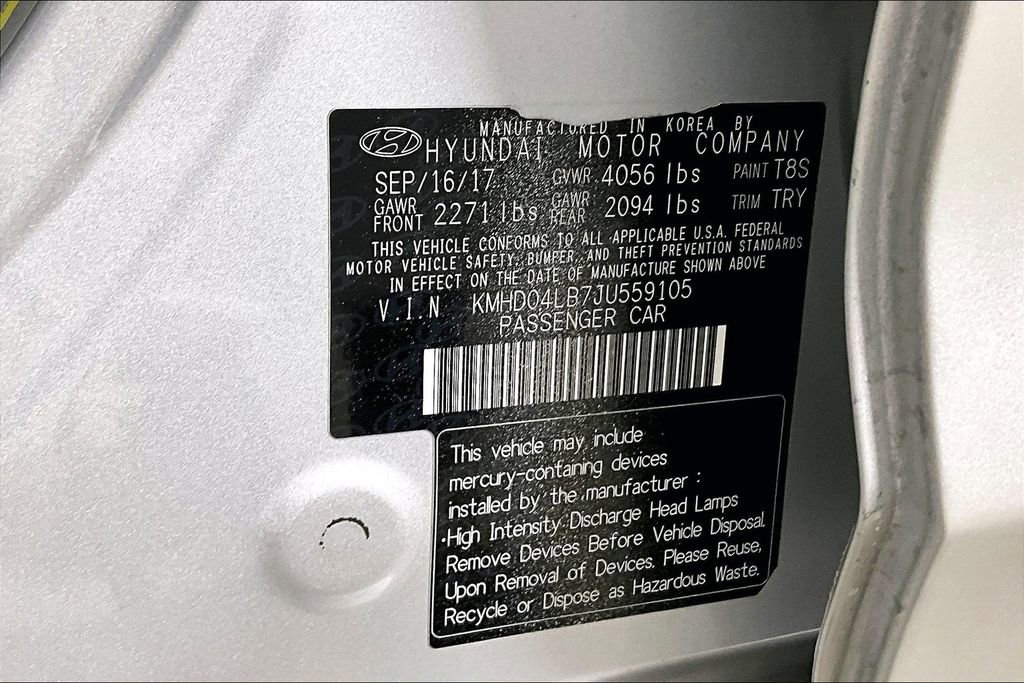 MANUFACTURED IN KOREA BY
HYUNDAI MOTOR COMPANY
SEP/16/17 GVWR 4056 lbs PAINT T8S
GAWR FRONT 2271 lbs GAWR REAR 2094 lbs TRIM TRY
THIS VEHICLE CONFORMS TO ALL APPLICABLE U.S.A. FEDERAL
MOTOR VEHICLE SAFETY, BUMPER, AND THEFT PREVENTION STANDARDS
IN EFFECT ON THE DATE OF MANUFACTURE SHOWN ABOVE
V.I.N KMHD04LB7JU559105
PASSENGER CAR
This vehicle may include
mercury-containing devices
installed by the manufacturer :
·High Intensity Discharge Head Lamps
Remove Devices Before Vehicle Disposal.
Upon Removal of Devices. Please Reuse,
Recycle or Dispose as Hazardous Waste.